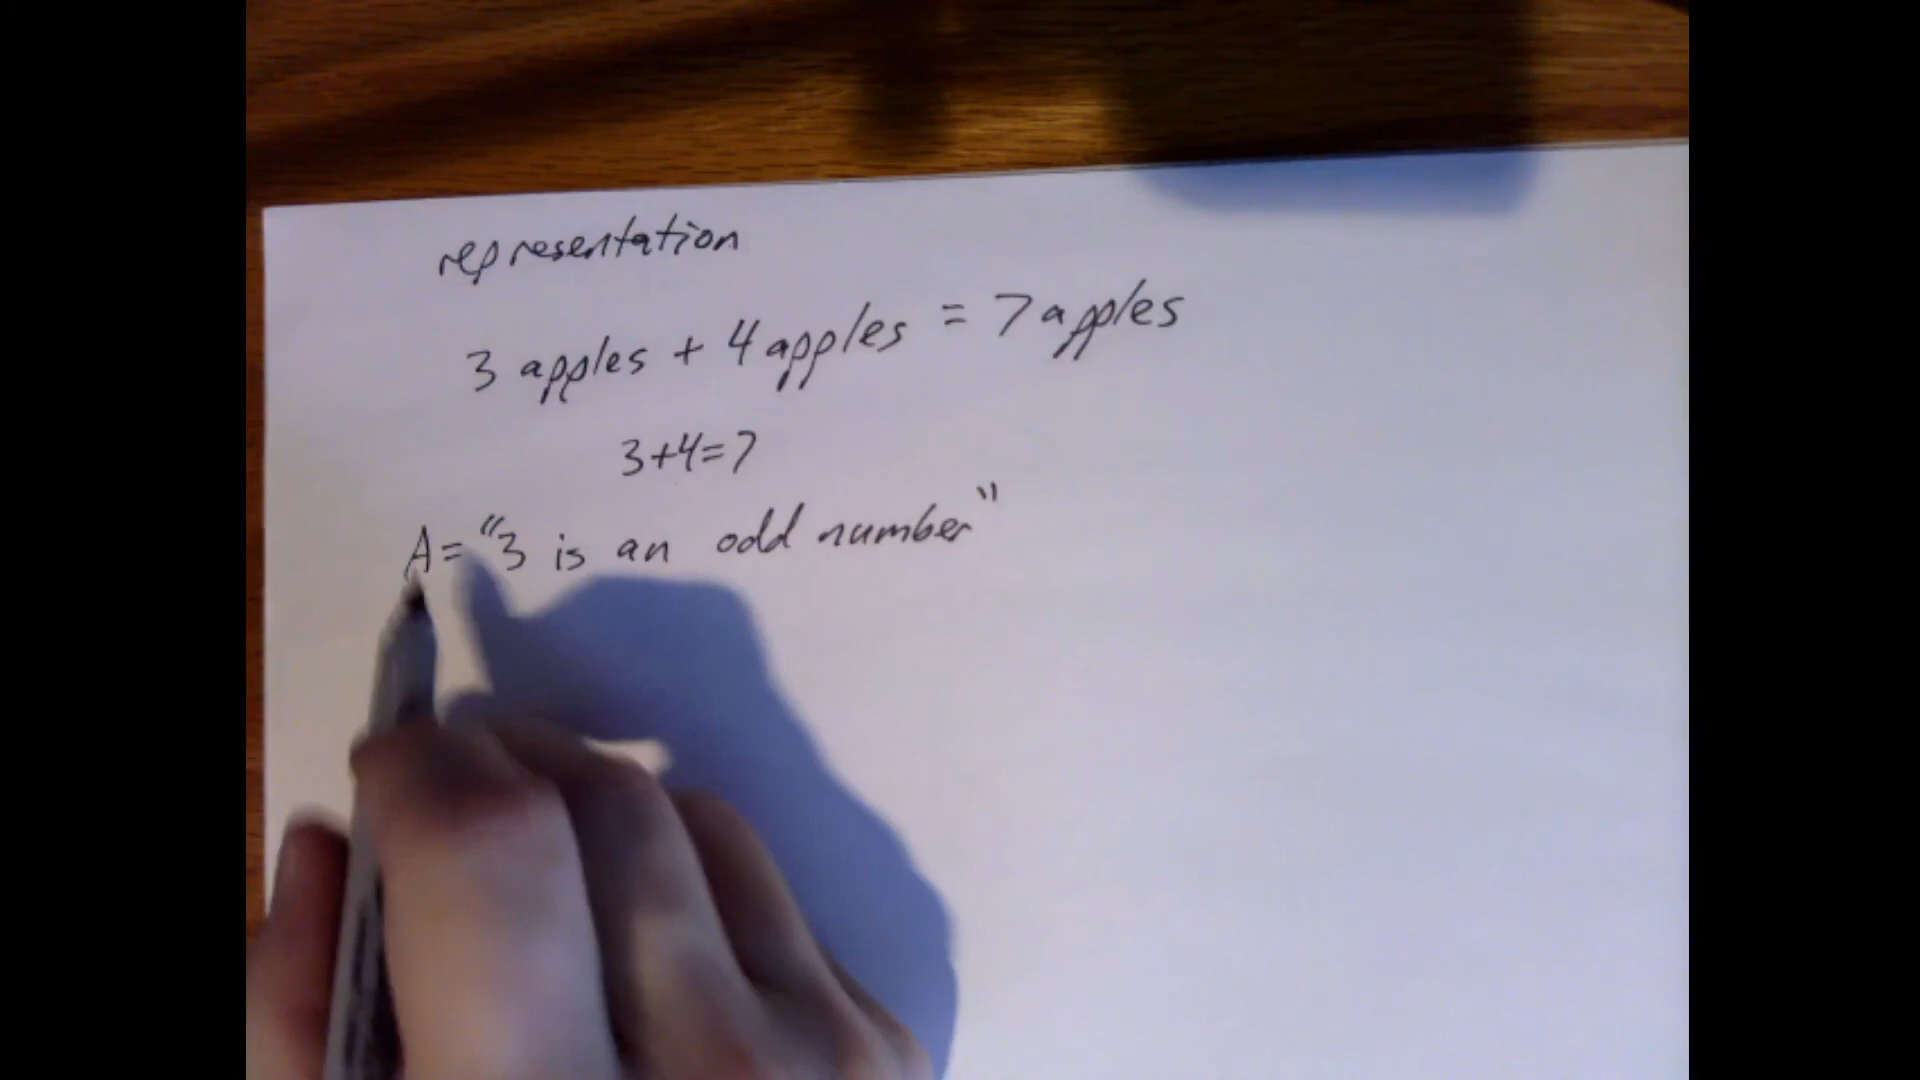 representation
3 apples + 4 apples = 7 apples
3+4=7
A= "3 is an odd number"